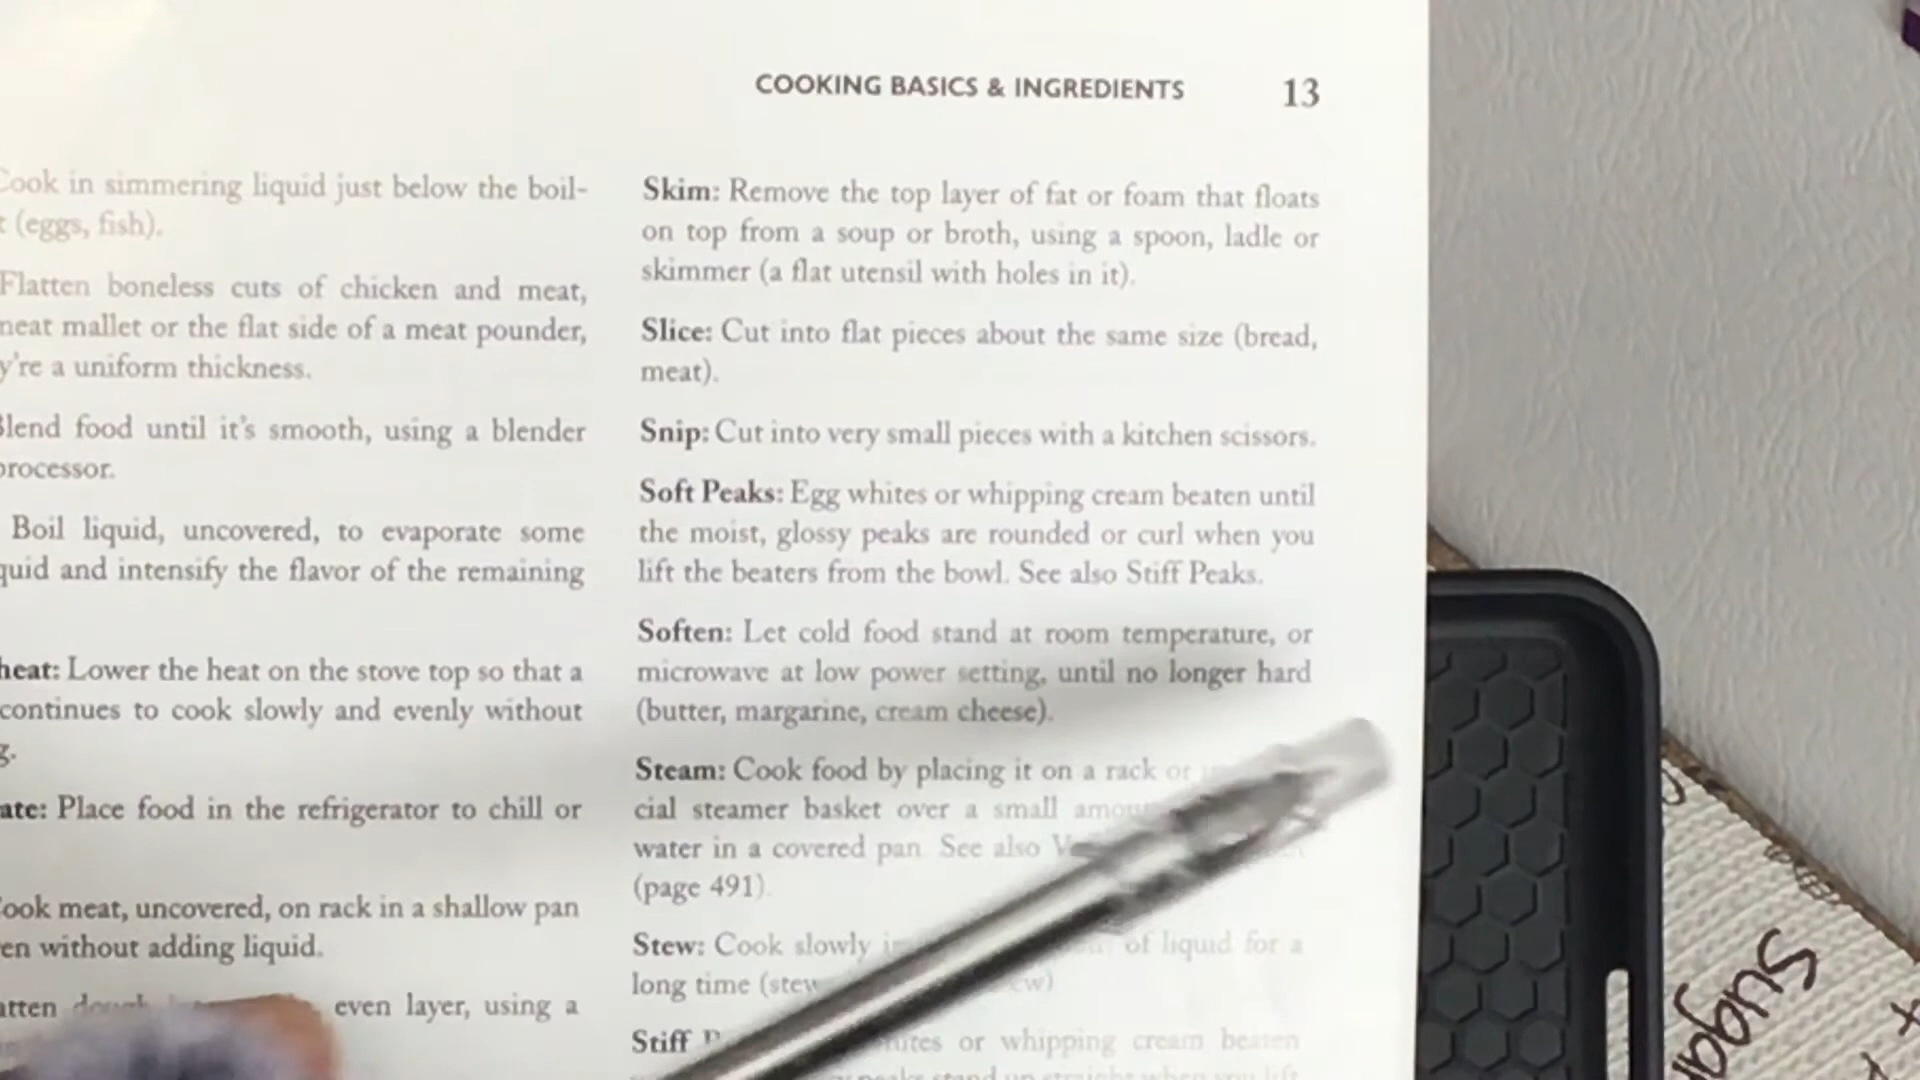 COOKING BASICS & INGREDIENTS 13
Cook in simmering liquid just below the boil-
(eggs, fish).
Flatten boneless cuts of chicken and meat,
meat mallet or the flat side of a meat pounder,
y're a uniform thickness.
Blend food until it's smooth, using a blender
processor.
Boil liquid, uncovered, to evaporate some
quid and intensify the flavor of the remaining
heat: Lower the heat on the stove top so that a
continues to cook slowly and evenly without
g.
ate: Place food in the refrigerator to chill or
Cook meat, uncovered, on rack in a shallow pan
en without adding liquid.
atten dough even layer, using a
Skim: Remove the top layer of fat or foam that floats
on top from a soup or broth, using a spoon, ladle or
skimmer (a flat utensil with holes in it).
Slice: Cut into flat pieces about the same size (bread,
meat).
Snip: Cut into very small pieces with a kitchen scissors.
Soft Peaks: Egg whites or whipping cream beaten until
the moist, glossy peaks are rounded or curl when you
lift the beaters from the bowl. See also Stiff Peaks.
Soften: Let cold food stand at room temperature, or
microwave at low power setting, until no longer hard
(butter, margarine, cream cheese).
Steam: Cook food by placing it on a rack or
cial steamer basket over a small
water in a covered pan. See also
(page 491).
Stew: Cook slowly of liquid for a
long time
Stiff or whipping cream beaten
peaks stand up straight when you lift
Sugar